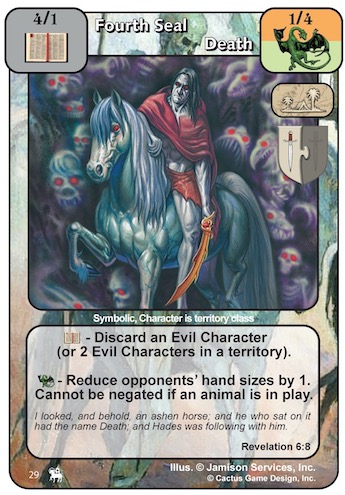 4/1
Fourth Seal
Death
1/4
Symbolic, Character is territory class
- Discard an Evil Character
(or 2 Evil Characters in a territory).
- Reduce opponents' hand sizes by 1.
Cannot be negated if an animal is in play.
I looked, and behold, an ashen horse; and he who sat on it
had the name Death; and Hades was following with him.
Revelation 6:8
29
Illus. © Jamison Services, Inc.
© Cactus Game Design, Inc.